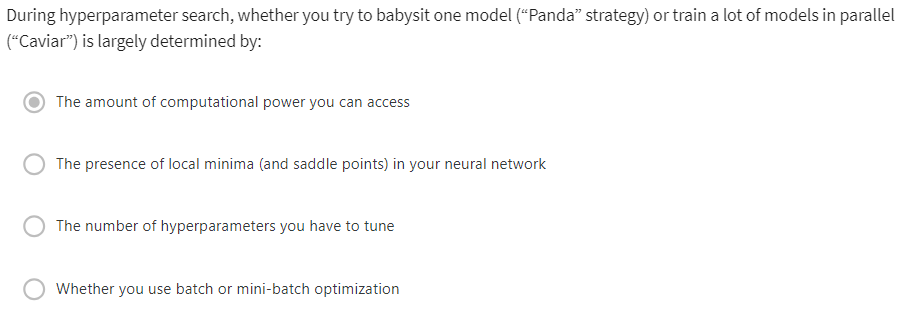 During hyperparameter search, whether you try to babysit one model (“Panda” strategy) or train a lot of models in parallel
(“Caviar”) is largely determined by:
The amount of computational power you can access
The presence of local minima (and saddle points) in your neural network
The number of hyperparameters you have to tune
Whether you use batch or mini-batch optimization